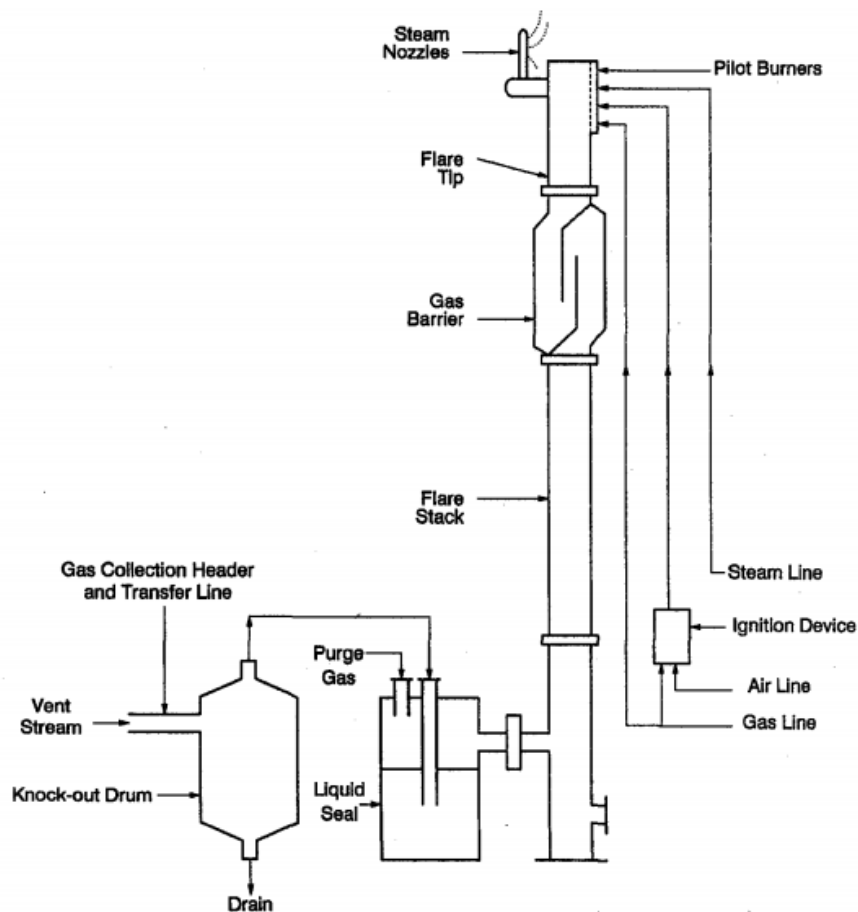 Steam
Nozzles
Pilot Burners
Flare
Tip
Gas
Barrier
Flare
Stack
Steam Line
Gas Collection Header
and Transfer Line
Ignition Device
Purge
Gas
Air Line
Vent
Stream
Gas Line
Knock-out Drum
Liquid
Seal
Drain